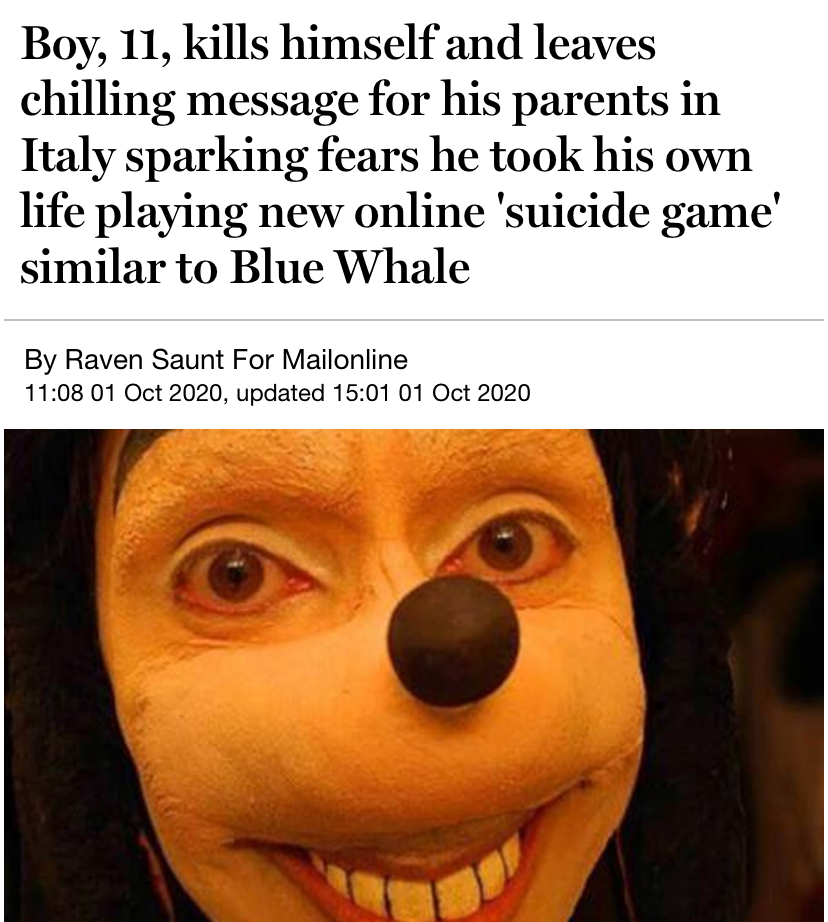 Boy, 11, kills himself and leaves
chilling message for his parents in
Italy sparking fears he took his own
life playing new online 'suicide game'
similar to Blue Whale
By Raven Saunt For Mailonline
11:08 01 Oct 2020, updated 15:01 01 Oct 2020